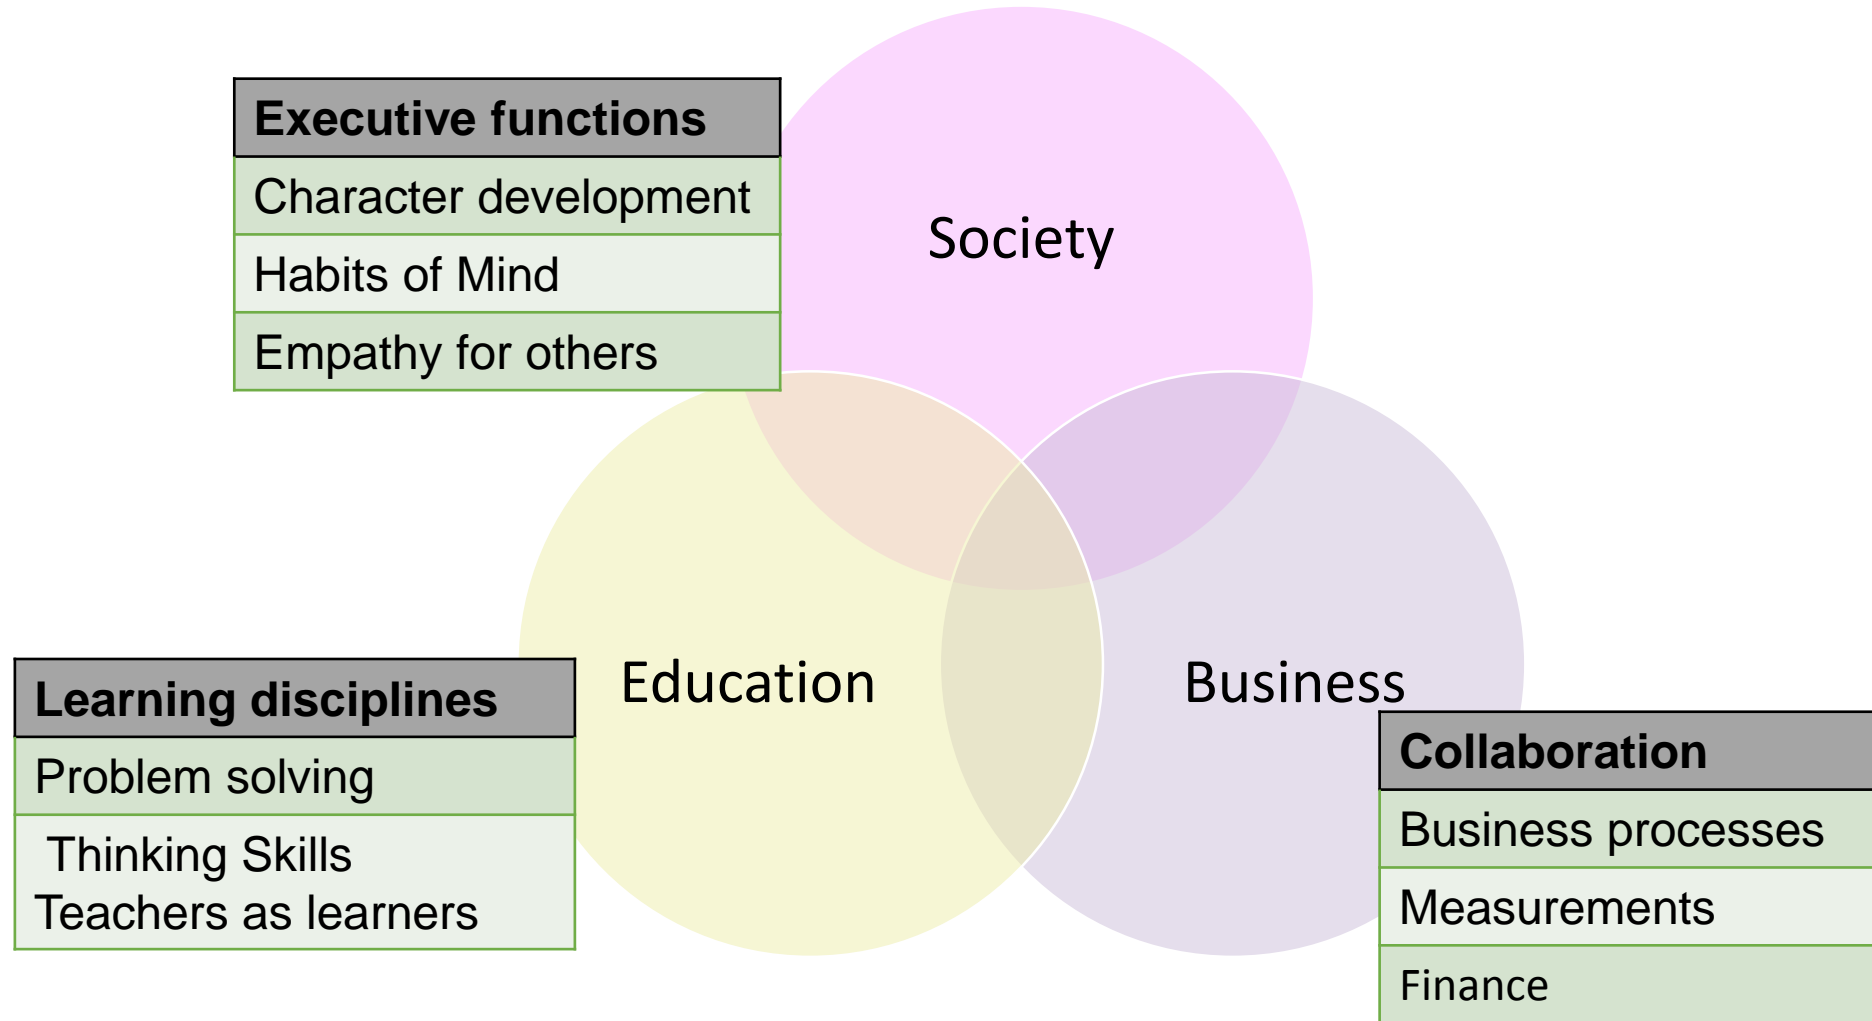 Executive functions
Character development
Habits of Mind
Empathy for others
Society
Education
Business
Learning disciplines
Problem solving
Thinking Skills
Teachers as learners
Collaboration
Business processes
Measurements
Finance